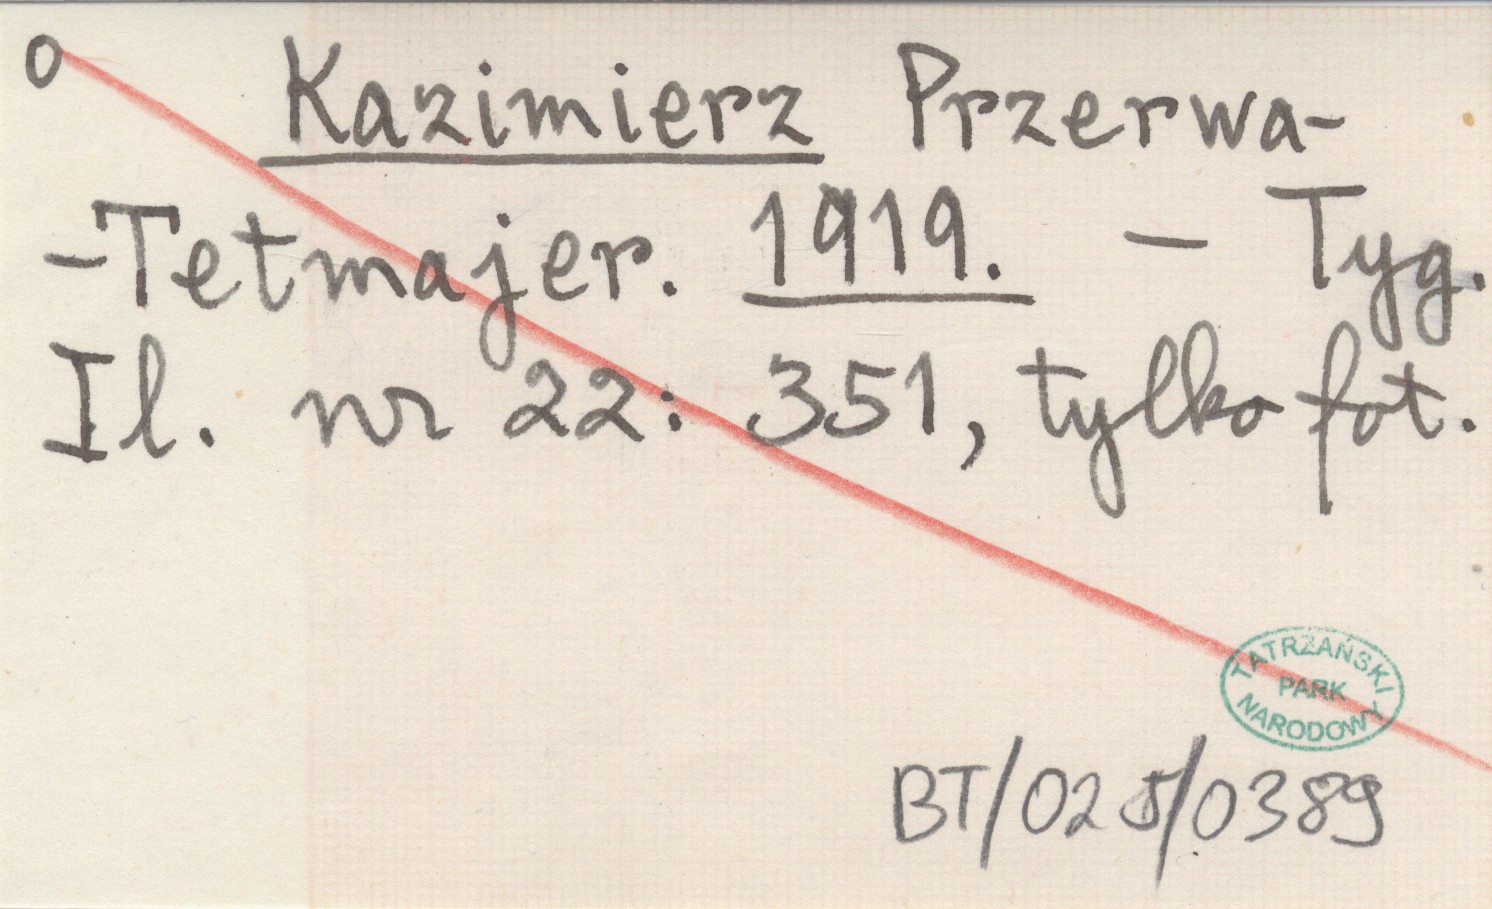 o Kazimierz Przerwa-
-Tetmajer. 1919. — Tyg.
Il. nr 22: 351, tylko fot.
TATRZAŃSKI
PARK
NARODOWY
BT/025/0389